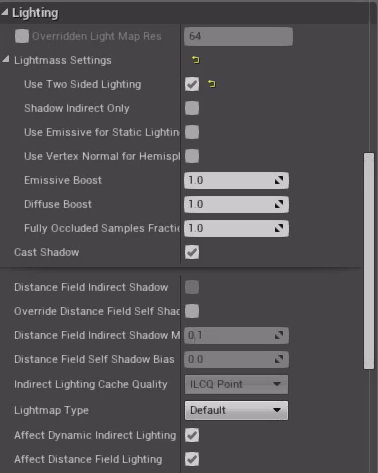 Lighting
Overridden Light Map Res 64
Lightmass Settings
Use Two Sided Lighting
Shadow Indirect Only
Use Emissive for Static Lightin
Use Vertex Normal for Hemispl
Emissive Boost 1.0
Diffuse Boost 1.0
Fully Occluded Samples Fractio 1.0
Cast Shadow
Distance Field Indirect Shadow
Override Distance Field Self Shad
Distance Field Indirect Shadow M 0.1
Distance Field Self Shadow Bias 0.0
Indirect Lighting Cache Quality ILCQ Point
Lightmap Type Default
Affect Dynamic Indirect Lighting
Affect Distance Field Lighting